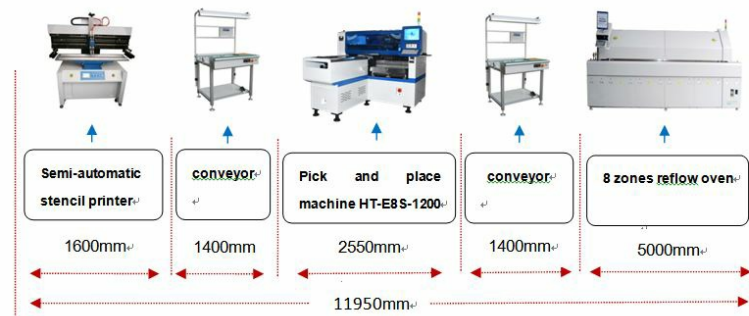 Semi-automatic
stencil printer
conveyor
Pick and place
machine HT-E8S-1200
conveyor
8 zones reflow oven
1600mm
1400mm
2550mm
1400mm
5000mm
11950mm